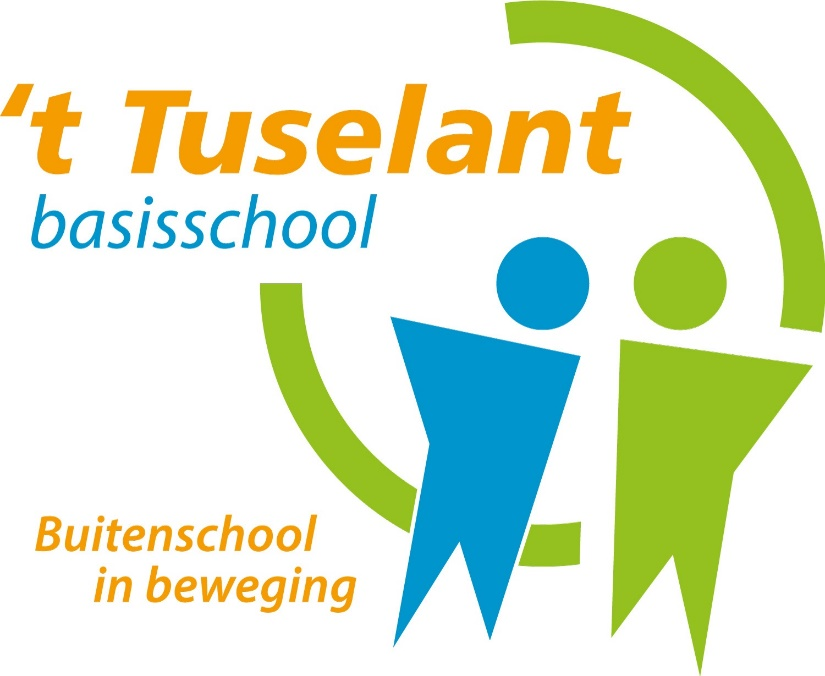 ‘t Tuselant
basisschool
Buitenschool
in beweging